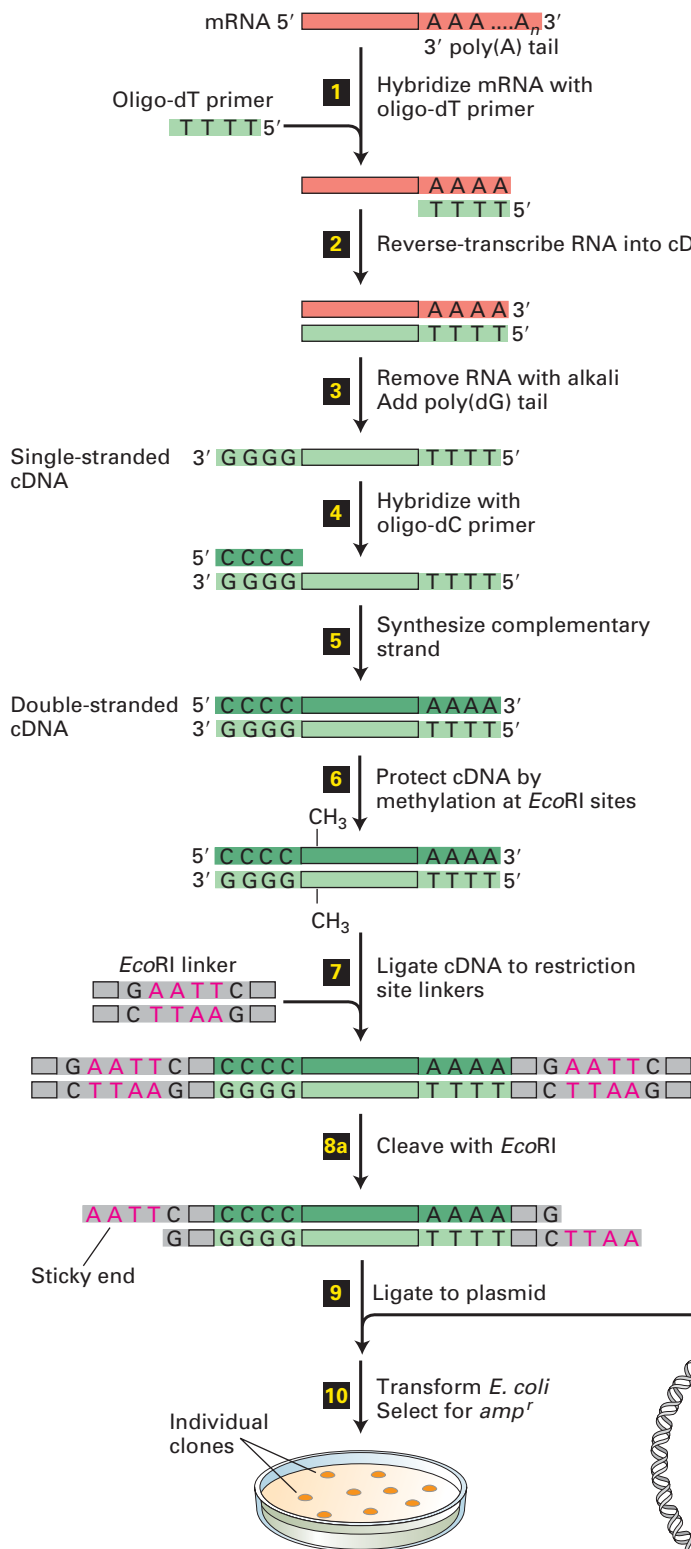 mRNA 5′ A A A ....Aₙ 3′
3′ poly(A) tail
1 Hybridize mRNA with
oligo-dT primer
Oligo-dT primer
T T T T 5′
A A A A
T T T T 5′
2 Reverse-transcribe RNA into cD
A A A A 3′
T T T T 5′
3 Remove RNA with alkali
Add poly(dG) tail
Single-stranded
cDNA
3′ G G G G T T T T 5′
4 Hybridize with
oligo-dC primer
5′ C C C C
3′ G G G G T T T T 5′
5 Synthesize complementary
strand
Double-stranded
cDNA
5′ C C C C A A A A 3′
3′ G G G G T T T T 5′
6 Protect cDNA by
methylation at EcoRI sites
CH₃
5′ C C C C A A A A 3′
3′ G G G G T T T T 5′
CH₃
EcoRI linker
G A A T T C
C T T A A G
7 Ligate cDNA to restriction
site linkers
G A A T T C C C C C A A A A G A A T T C
C T T A A G G G G G T T T T C T T A A G
8a Cleave with EcoRI
A A T T C C C C C A A A A G
G G G G G T T T T C T T A A
Sticky end
9 Ligate to plasmid
10 Transform E. coli
Select for ampʳ
Individual
clones